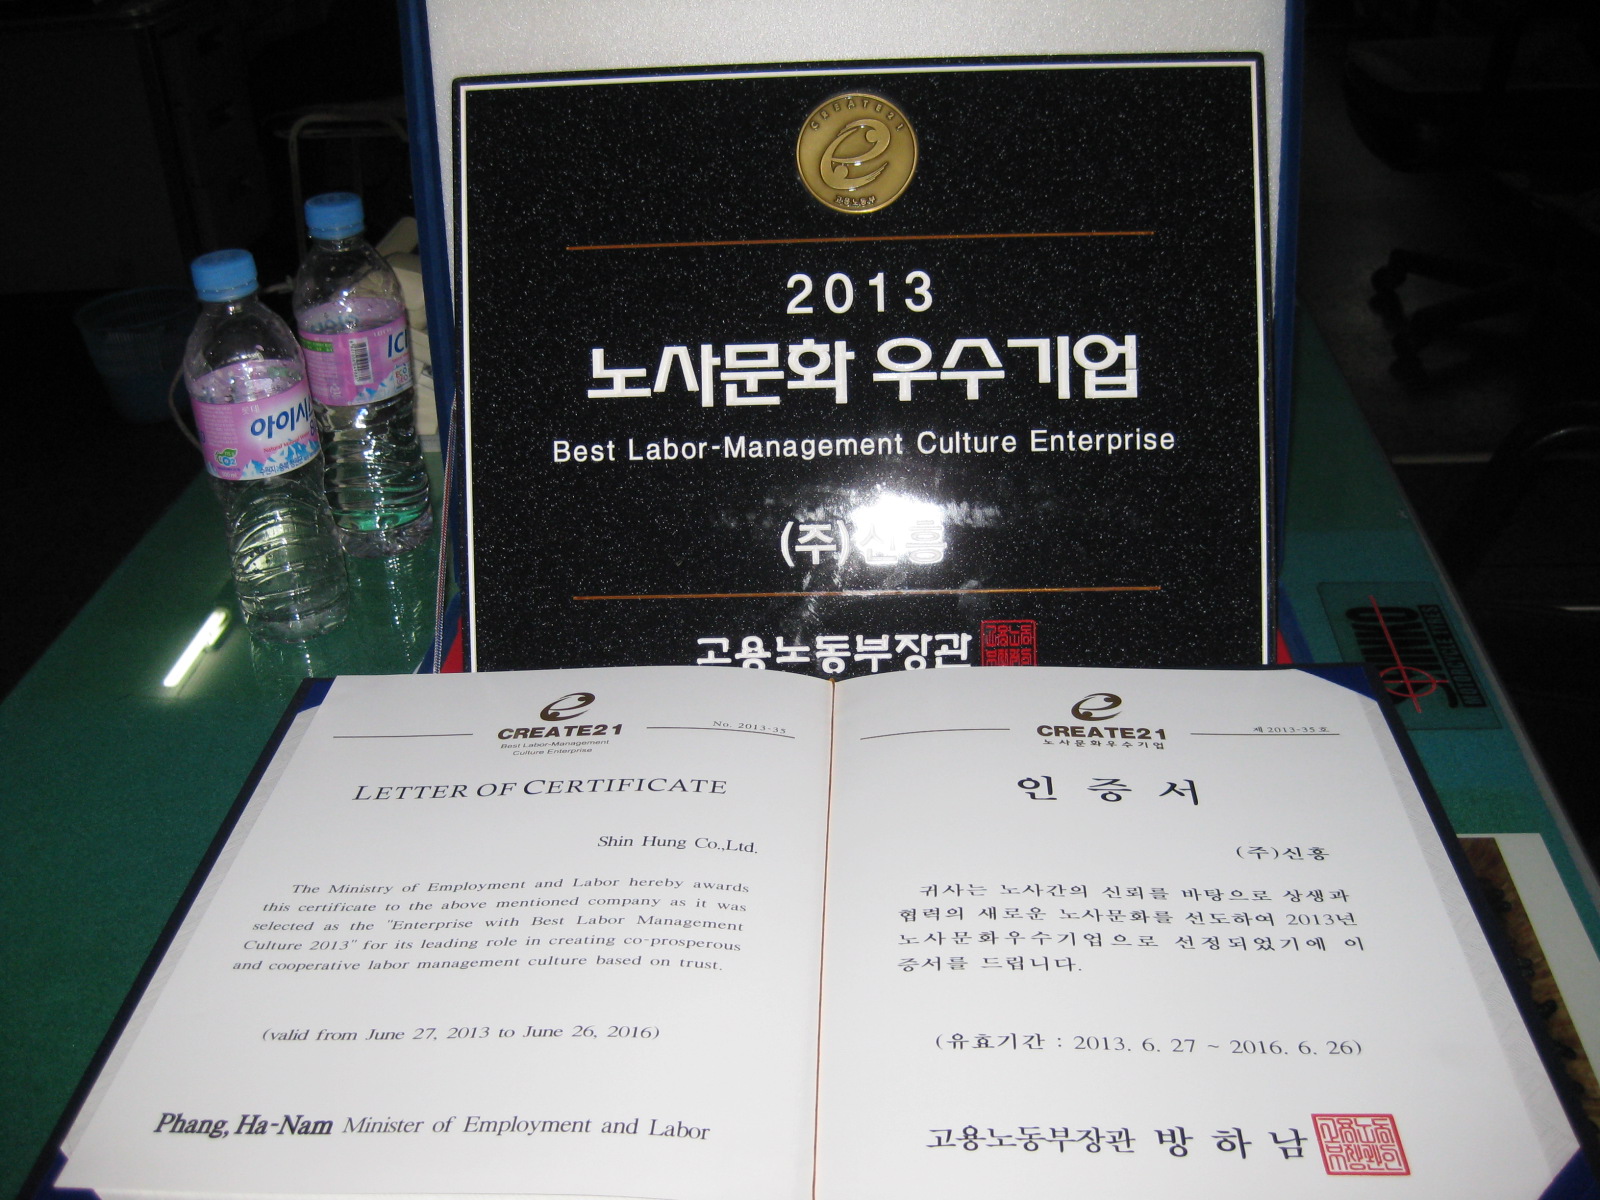 CREATE21
2013
노사문화 우수기업
Best Labor-Management Culture Enterprise
(주)신흥
고용노동부장관
아이시
ICI
CREATE21
Best Labor-Management
Culture Enterprise
No. 2013-35
LETTER OF CERTIFICATE
Shin Hung Co.,Ltd.
The Ministry of Employment and Labor hereby awards
this certificate to the above mentioned company as it was
selected as the "Enterprise with Best Labor Management
Culture 2013" for its leading role in creating co-prosperous
and cooperative labor management culture based on trust.
(valid from June 27, 2013 to June 26, 2016)
Phang, Ha-Nam Minister of Employment and Labor
CREATE21
노사문화우수기업
제 2013-35 호
인 증 서
(주)신흥
귀사는 노사간의 신뢰를 바탕으로 상생과
협력의 새로운 노사문화를 선도하여 2013년
노사문화우수기업으로 선정되었기에 이
증서를 드립니다.
(유효기간 : 2013. 6. 27 ~ 2016. 6. 26)
고용노동부장관 방 하 남